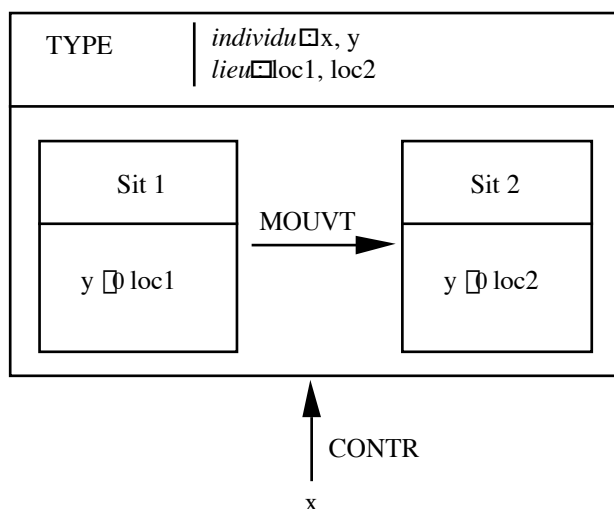 TYPE
individu⊡x, y
lieu⊡loc1, loc2
Sit 1
Sit 2
MOUVT
y ▯0 loc1
y ▯0 loc2
CONTR
x